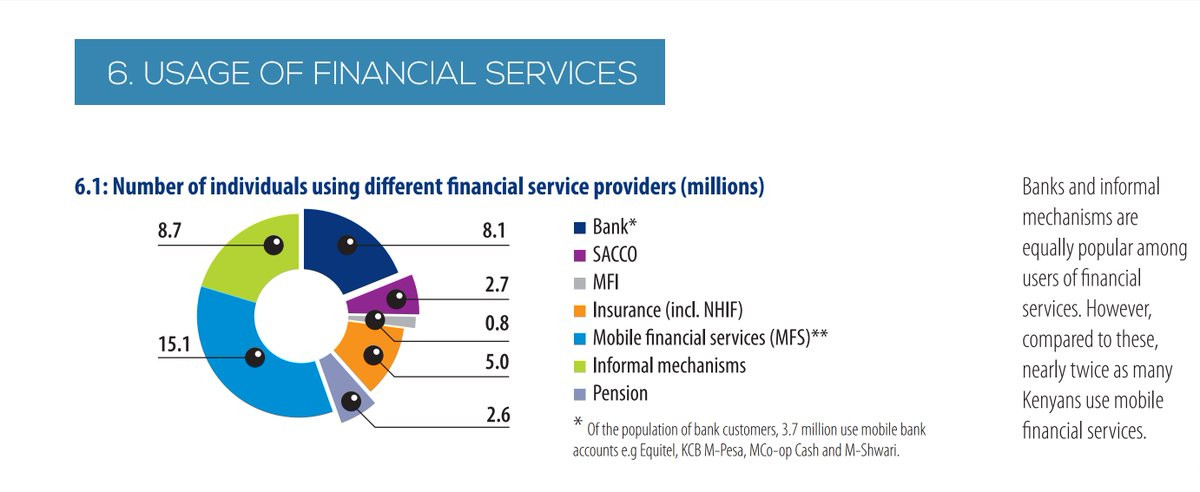 6. USAGE OF FINANCIAL SERVICES
6.1: Number of individuals using different financial service providers (millions)
8.7
15.1
8.1
2.7
0.8
5.0
2.6
Bank*
SACCO
MFI
Insurance (incl. NHIF)
Mobile financial services (MFS)**
Informal mechanisms
Pension
* Of the population of bank customers, 3.7 million use mobile bank
accounts e.g Equitel, KCB M-Pesa, MCo-op Cash and M-Shwari.
Banks and informal
mechanisms are
equally popular among
users of financial
services. However,
compared to these,
nearly twice as many
Kenyans use mobile
financial services.